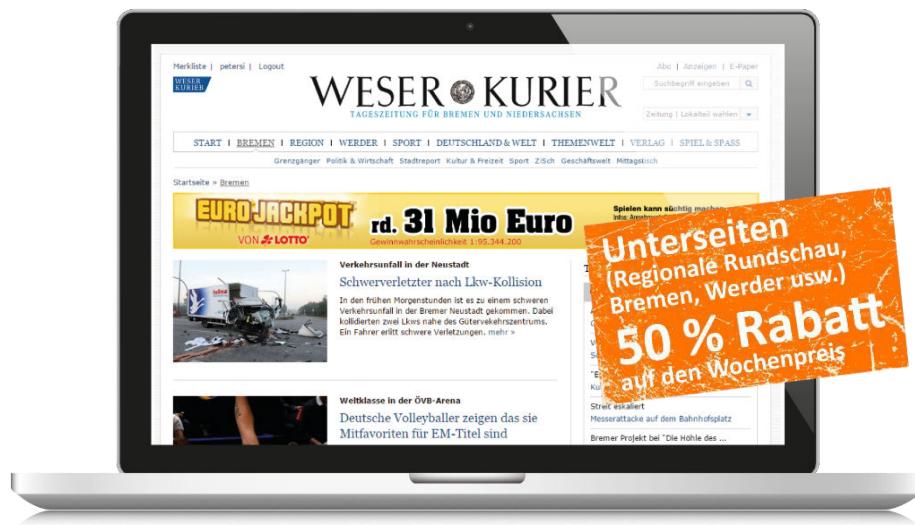 Merkliste | petersi | Logout
Abo | Anzeigen | E-Paper
WESER
KURIER
WESER KURIER
TAGESZEITUNG FÜR BREMEN UND NIEDERSACHSEN
Suchbegriff eingeben
Zeitung | Lokalteil wählen
START | BREMEN | REGION | WERDER | SPORT | DEUTSCHLAND & WELT | THEMENWELT | VERLAG | SPIEL & SPASS
Grenzgänger Politik & Wirtschaft Stadtreport Kultur & Freizeit Sport ZiSch Geschäftswelt Mittagstisch
Startseite » Bremen
EUROJACKPOT
VON LOTTO
rd. 31 Mio Euro
Gewinnwahrscheinlichkeit 1:95.344.200
Spielen kann süchtig machen
Verkehrsunfall in der Neustadt
Schwerverletzter nach Lkw-Kollision
In den frühen Morgenstunden ist es zu einem schweren
Verkehrsunfall in der Bremer Neustadt gekommen. Dabei
kollidierten zwei Lkws nahe des Güterverkehrszentrums.
Ein Fahrer erlitt schwere Verletzungen. mehr »
Weltklasse in der ÖVB-Arena
Deutsche Volleyballer zeigen das sie
Mitfavoriten für EM-Titel sind
Unterseiten
(Regionale Rundschau,
Bremen, Werder usw.)
50 % Rabatt
auf den Wochenpreis
Streit eskaliert
Messerattacke auf dem Bahnhofsplatz
Bremer Projekt bei "Die Höhle des ...